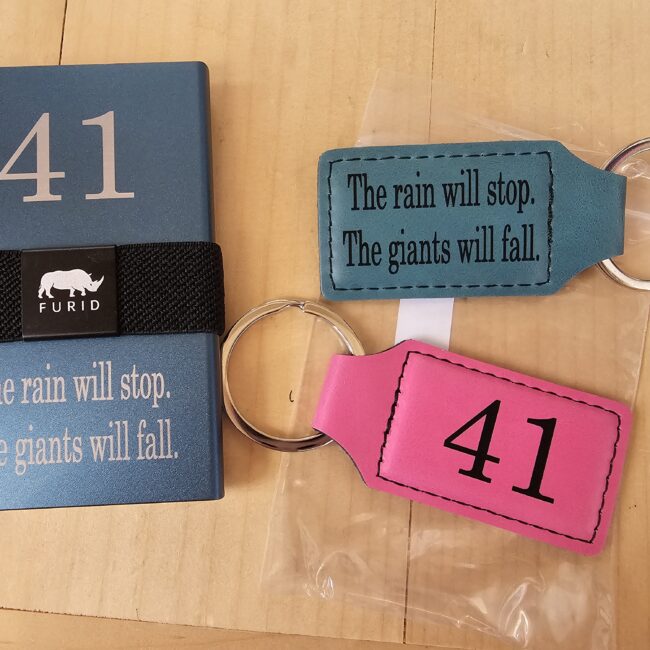 41
FURID
rain will stop.
giants will fall.
The rain will stop.
The giants will fall.
41